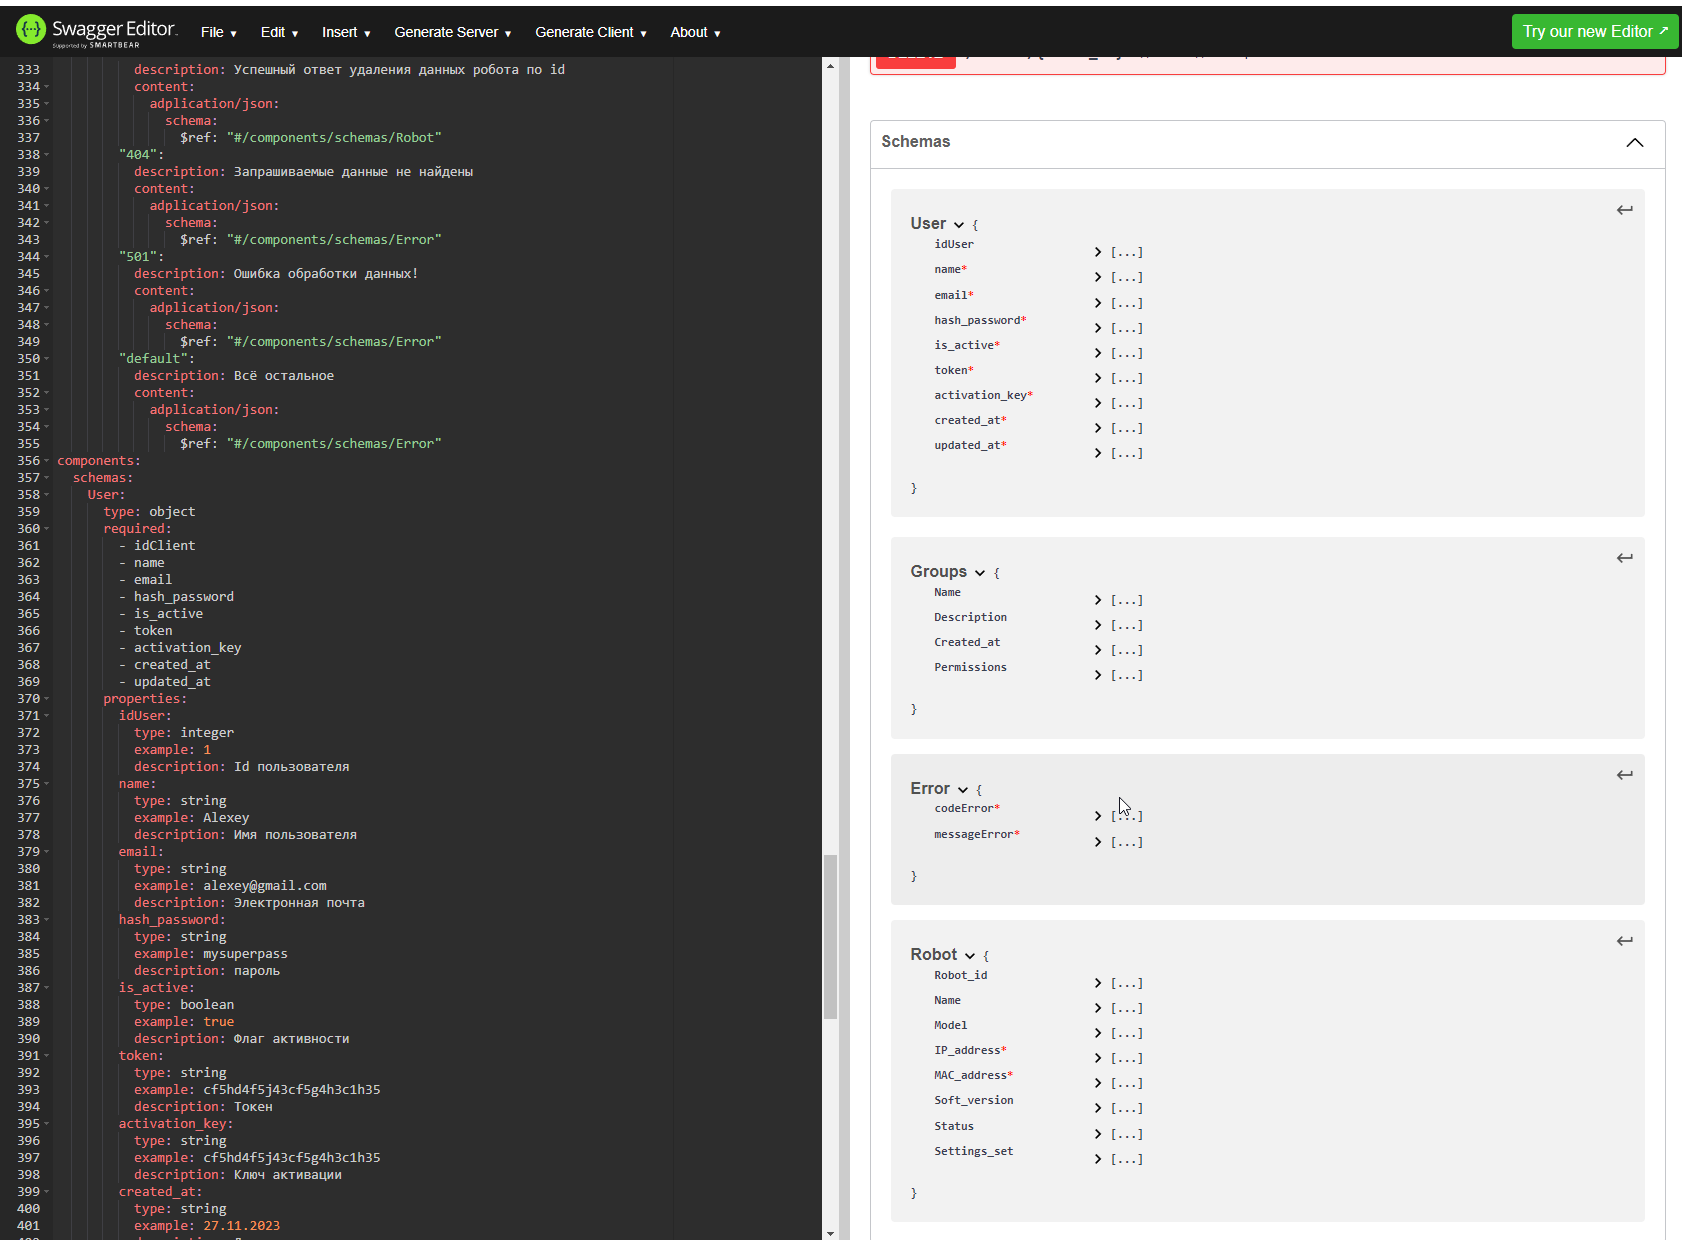 Swagger Editor.
Supported by SMARTBEAR
File
Edit
Insert
Generate Server
Generate Client
About
Try our new Editor
333 description: Успешный ответ удаления данных робота по id
334 content:
335 adplication/json:
336 schema:
337 $ref: "#/components/schemas/Robot"
338 "404":
339 description: Запрашиваемые данные не найдены
340 content:
341 adplication/json:
342 schema:
343 $ref: "#/components/schemas/Error"
344 "501":
345 description: Ошибка обработки данных!
346 content:
347 adplication/json:
348 schema:
349 $ref: "#/components/schemas/Error"
350 "default":
351 description: Всё остальное
352 content:
353 adplication/json:
354 schema:
355 $ref: "#/components/schemas/Error"
356 components:
357 schemas:
358 User:
359 type: object
360 required:
361 - idClient
362 - name
363 - email
364 - hash_password
365 - is_active
366 - token
367 - activation_key
368 - created_at
369 - updated_at
370 properties:
371 idUser:
372 type: integer
373 example: 1
374 description: Id пользователя
375 name:
376 type: string
377 example: Alexey
378 description: Имя пользователя
379 email:
380 type: string
381 example: alexey@gmail.com
382 description: Электронная почта
383 hash_password:
384 type: string
385 example: mysuperpass
386 description: пароль
387 is_active:
388 type: boolean
389 example: true
390 description: Флаг активности
391 token:
392 type: string
393 example: cf5hd4f5j43cf5g4h3c1h35
394 description: Токен
395 activation_key:
396 type: string
397 example: cf5hd4f5j43cf5g4h3c1h35
398 description: Ключ активации
399 created_at:
400 type: string
401 example: 27.11.2023
Schemas
User {
idUser [...]
name* [...]
email* [...]
hash_password* [...]
is_active* [...]
token* [...]
activation_key* [...]
created_at* [...]
updated_at* [...]
}
Groups {
Name [...]
Description [...]
Created_at [...]
Permissions [...]
}
Error {
codeError* [...]
messageError* [...]
}
Robot {
Robot_id [...]
Name [...]
Model [...]
IP_address* [...]
MAC_address* [...]
Soft_version [...]
Status [...]
Settings_set [...]
}